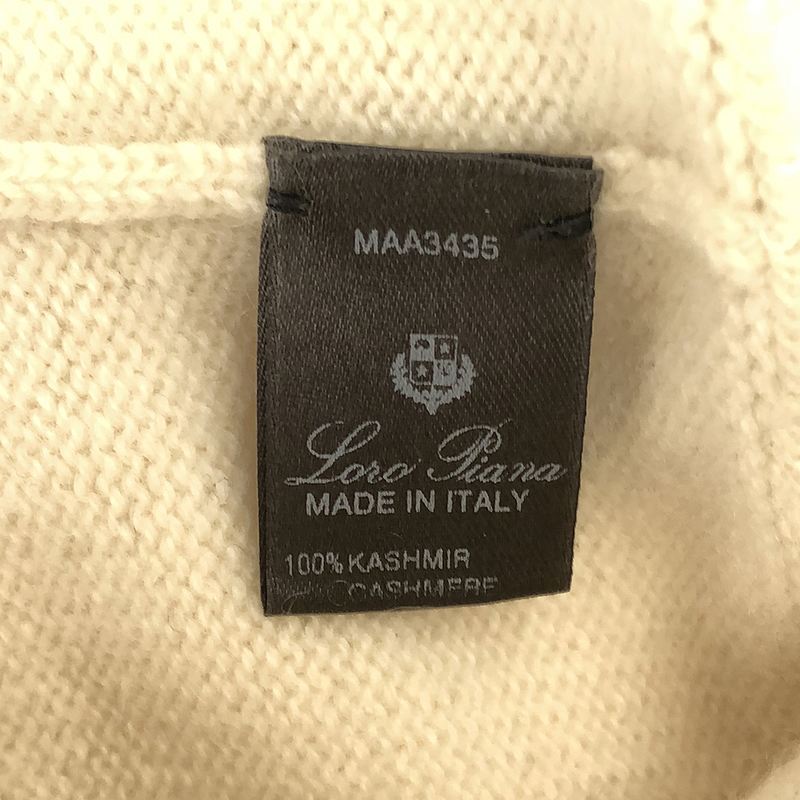 MAA3435
Loro Piana
MADE IN ITALY
100% KASHMIR
CASHMERE